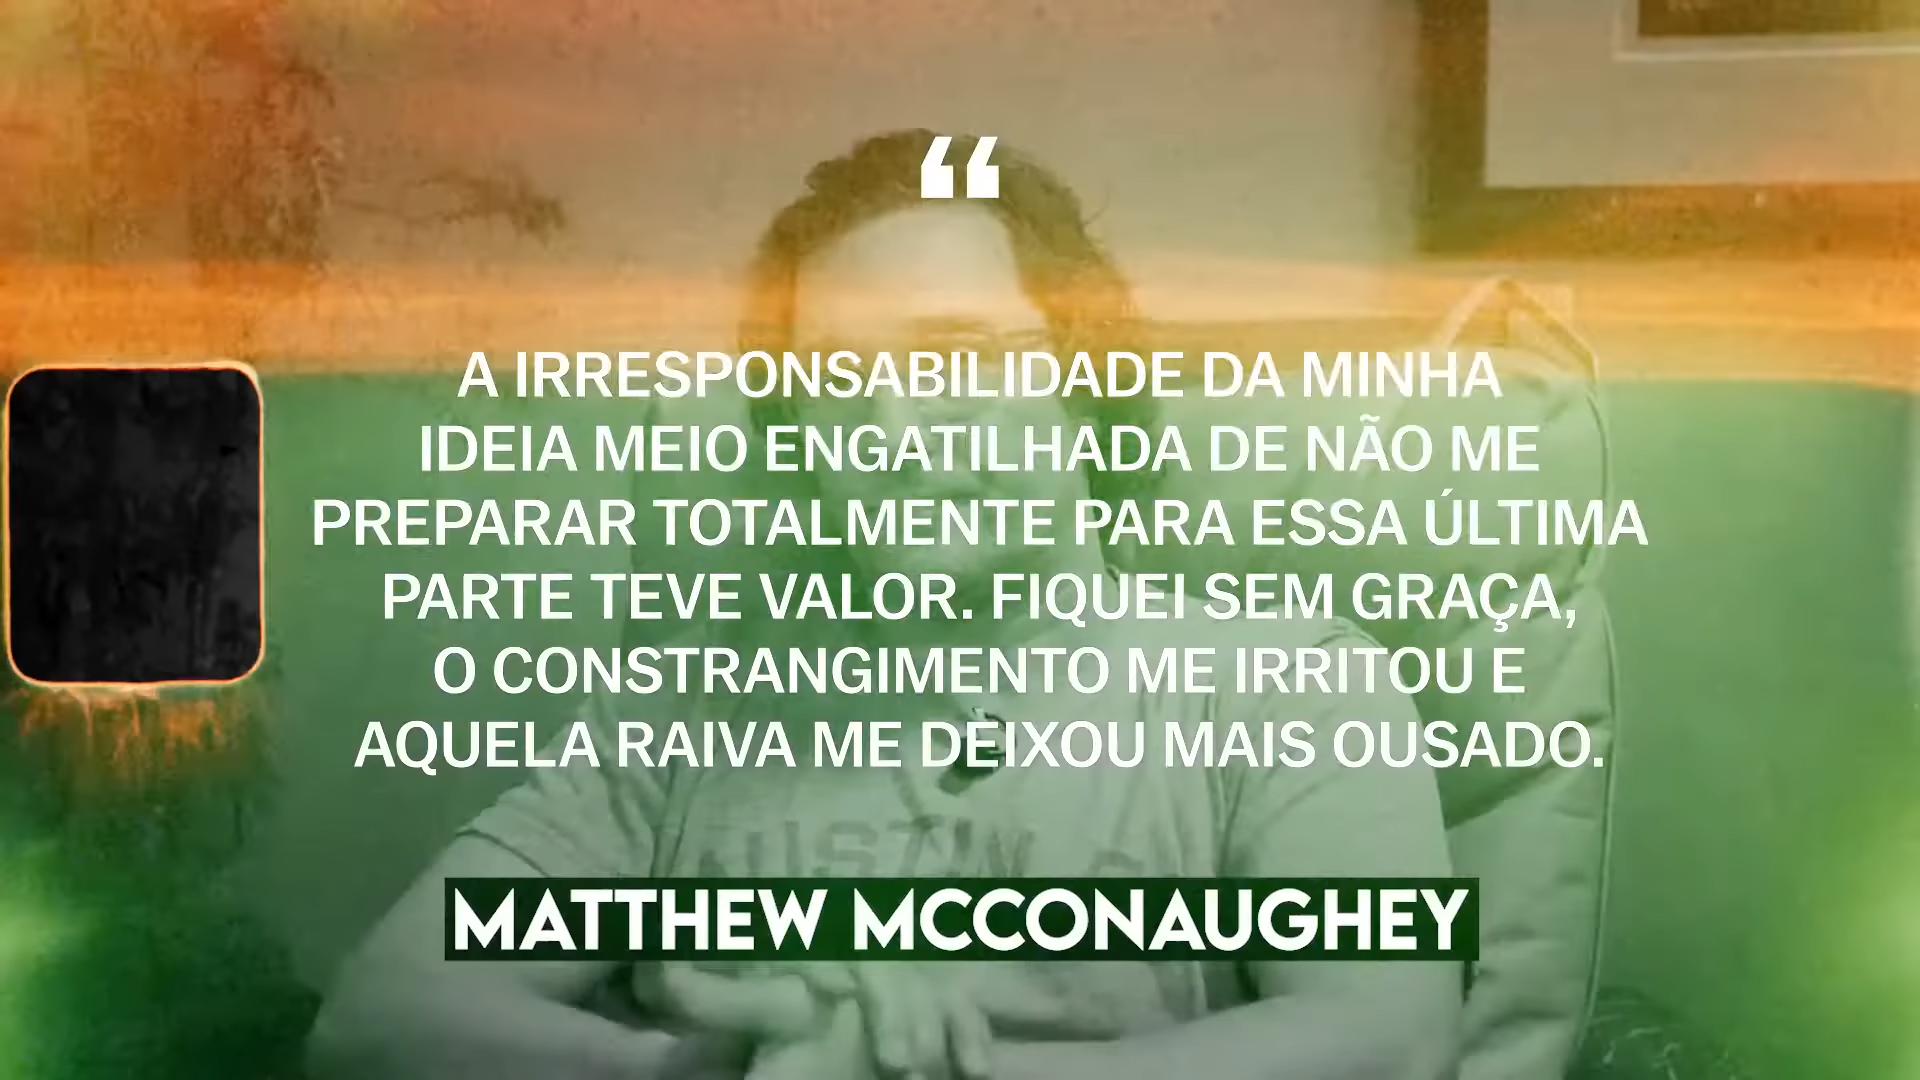 “
A IRRESPONSABILIDADE DA MINHA
IDEIA MEIO ENGATILHADA DE NÃO ME
PREPARAR TOTALMENTE PARA ESSA ÚLTIMA
PARTE TEVE VALOR. FIQUEI SEM GRAÇA,
O CONSTRANGIMENTO ME IRRITOU E
AQUELA RAIVA ME DEIXOU MAIS OUSADO.
AUSTIN
MATTHEW MCCONAUGHEY